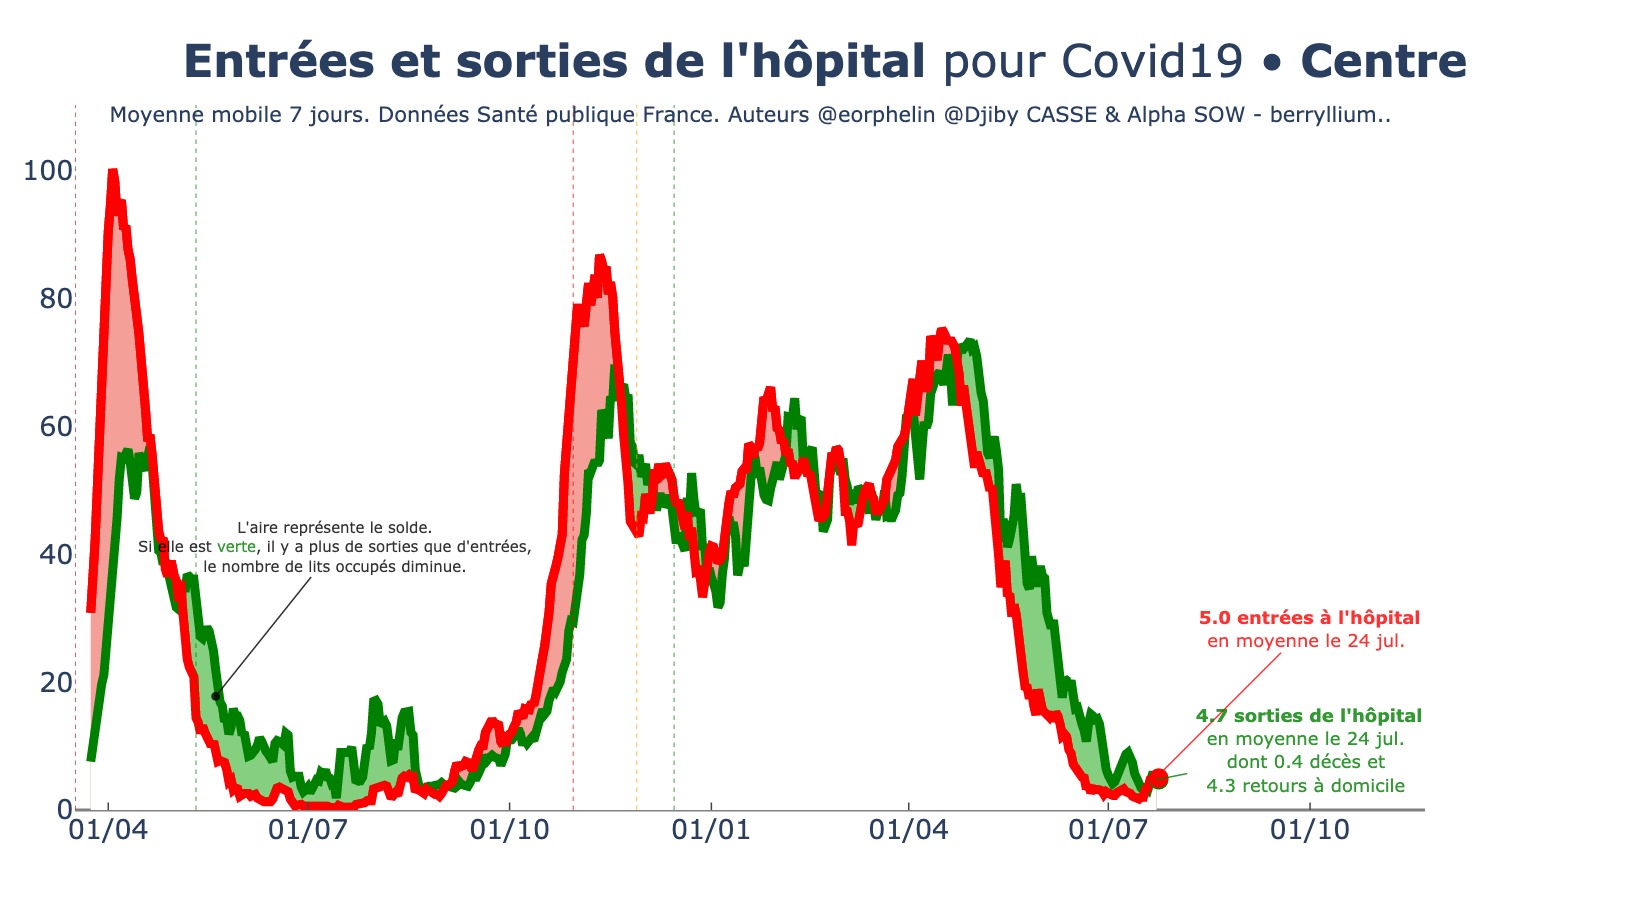 Entrées et sorties de l'hôpital pour Covid19 • Centre
Moyenne mobile 7 jours. Données Santé publique France. Auteurs @eorphelin @Djiby CASSE & Alpha SOW - berryllium..
100
80
60
40
20
0
L'aire représente le solde.
Si elle est verte, il y a plus de sorties que d'entrées,
le nombre de lits occupés diminue.
5.0 entrées à l'hôpital
en moyenne le 24 jul.
4.7 sorties de l'hôpital
en moyenne le 24 jul.
dont 0.4 décès et
4.3 retours à domicile
01/04
01/07
01/10
01/01
01/04
01/07
01/10